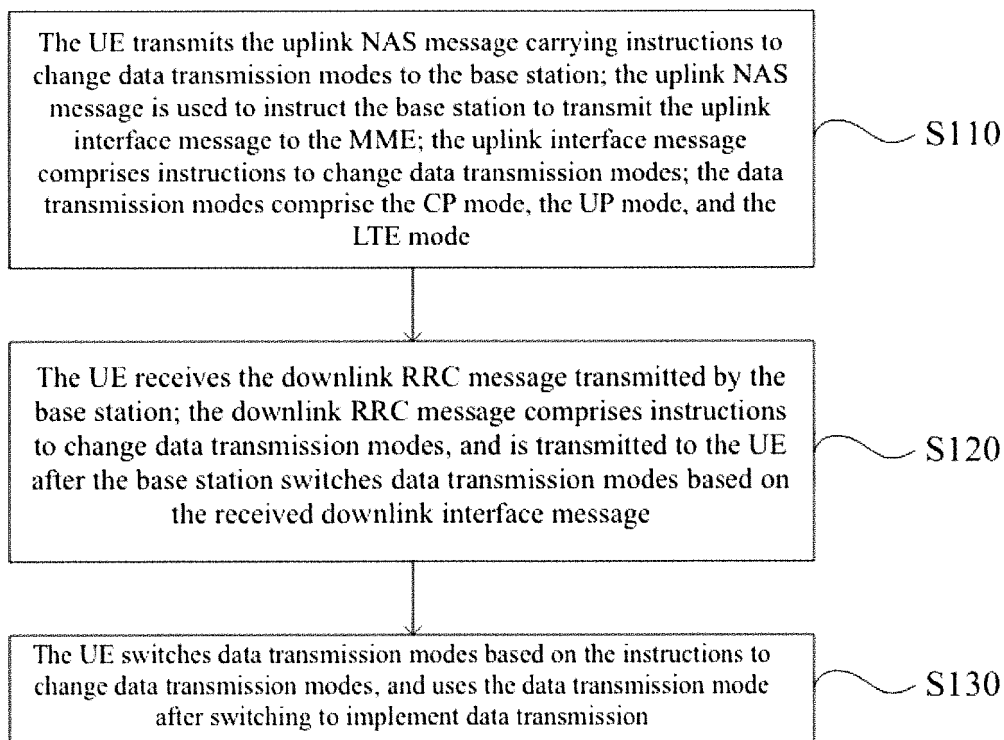 The UE transmits the uplink NAS message carrying instructions to
change data transmission modes to the base station; the uplink NAS
message is used to instruct the base station to transmit the uplink
interface message to the MME; the uplink interface message
comprises instructions to change data transmission modes; the data
transmission modes comprise the CP mode, the UP mode, and the
LTE mode
S110
The UE receives the downlink RRC message transmitted by the
base station; the downlink RRC message comprises instructions
to change data transmission modes, and is transmitted to the UE
after the base station switches data transmission modes based on
the received downlink interface message
S120
The UE switches data transmission modes based on the instructions to
change data transmission modes, and uses the data transmission mode
after switching to implement data transmission
S130